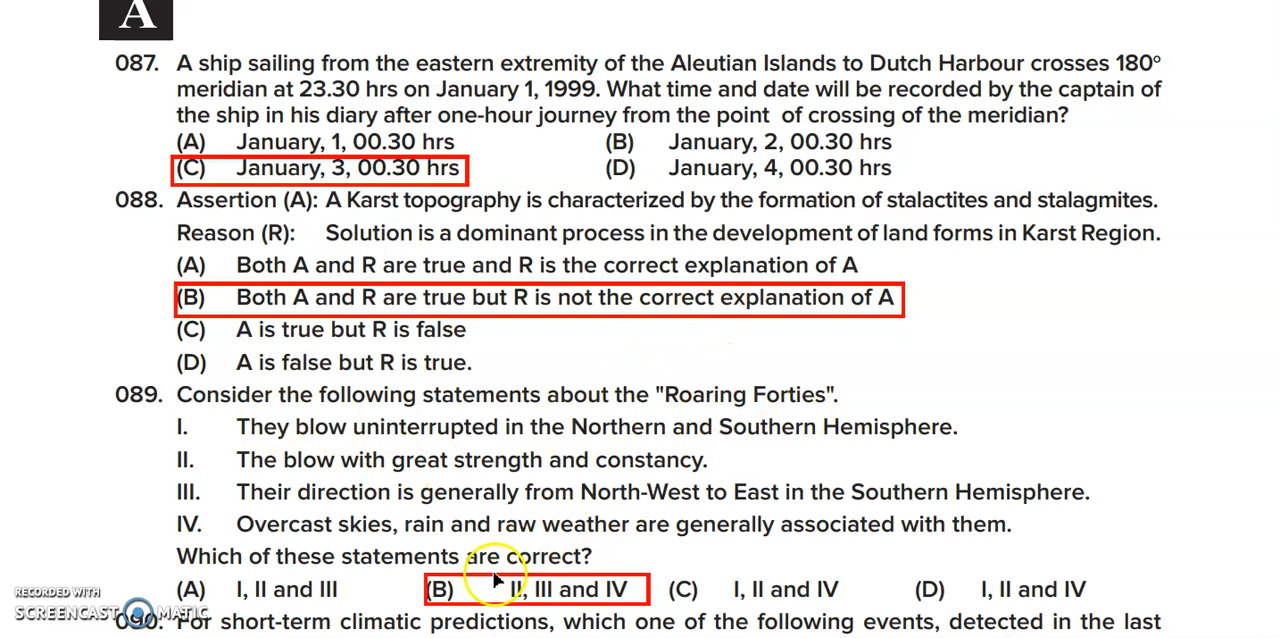 A
087. A ship sailing from the eastern extremity of the Aleutian Islands to Dutch Harbour crosses 180º
meridian at 23.30 hrs on January 1, 1999. What time and date will be recorded by the captain of
the ship in his diary after one-hour journey from the point of crossing of the meridian?
(A) January, 1, 00.30 hrs (B) January, 2, 00.30 hrs
(C) January, 3, 00.30 hrs (D) January, 4, 00.30 hrs
088. Assertion (A): A Karst topography is characterized by the formation of stalactites and stalagmites.
Reason (R): Solution is a dominant process in the development of land forms in Karst Region.
(A) Both A and R are true and R is the correct explanation of A
(B) Both A and R are true but R is not the correct explanation of A
(C) A is true but R is false
(D) A is false but R is true.
089. Consider the following statements about the "Roaring Forties".
I. They blow uninterrupted in the Northern and Southern Hemisphere.
II. The blow with great strength and constancy.
III. Their direction is generally from North-West to East in the Southern Hemisphere.
IV. Overcast skies, rain and raw weather are generally associated with them.
Which of these statements are correct?
(A) I, II and III (B) II, III and IV (C) I, II and IV (D) I, II and IV
RECORDED WITH
SCREENCAST MATIC
090. For short-term climatic predictions, which one of the following events, detected in the last